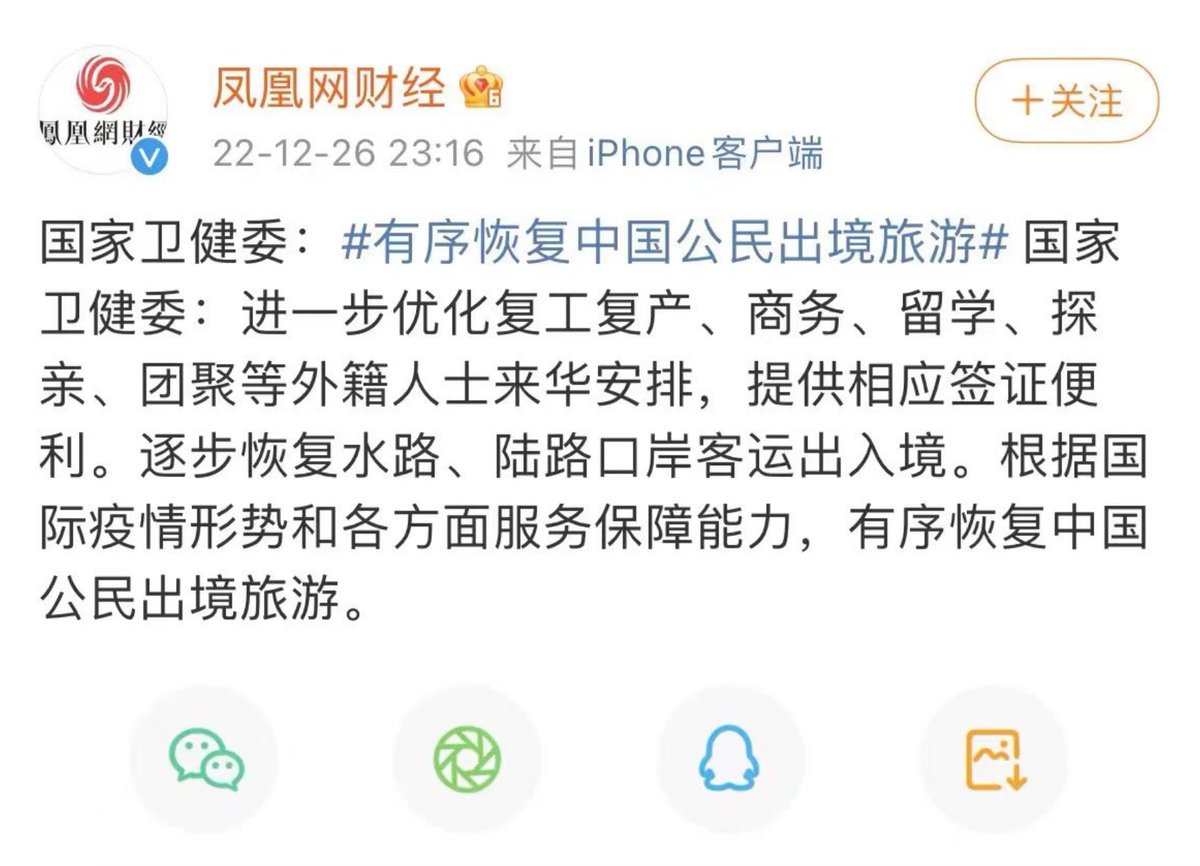 鳳凰網財經
凤凰网财经
6
+关注
22-12-26 23:16 来自 iPhone客户端
国家卫健委：#有序恢复中国公民出境旅游# 国家
卫健委：进一步优化复工复产、商务、留学、探
亲、团聚等外籍人士来华安排，提供相应签证便
利。逐步恢复水路、陆路口岸客运出入境。根据国
际疫情形势和各方面服务保障能力，有序恢复中国
公民出境旅游。